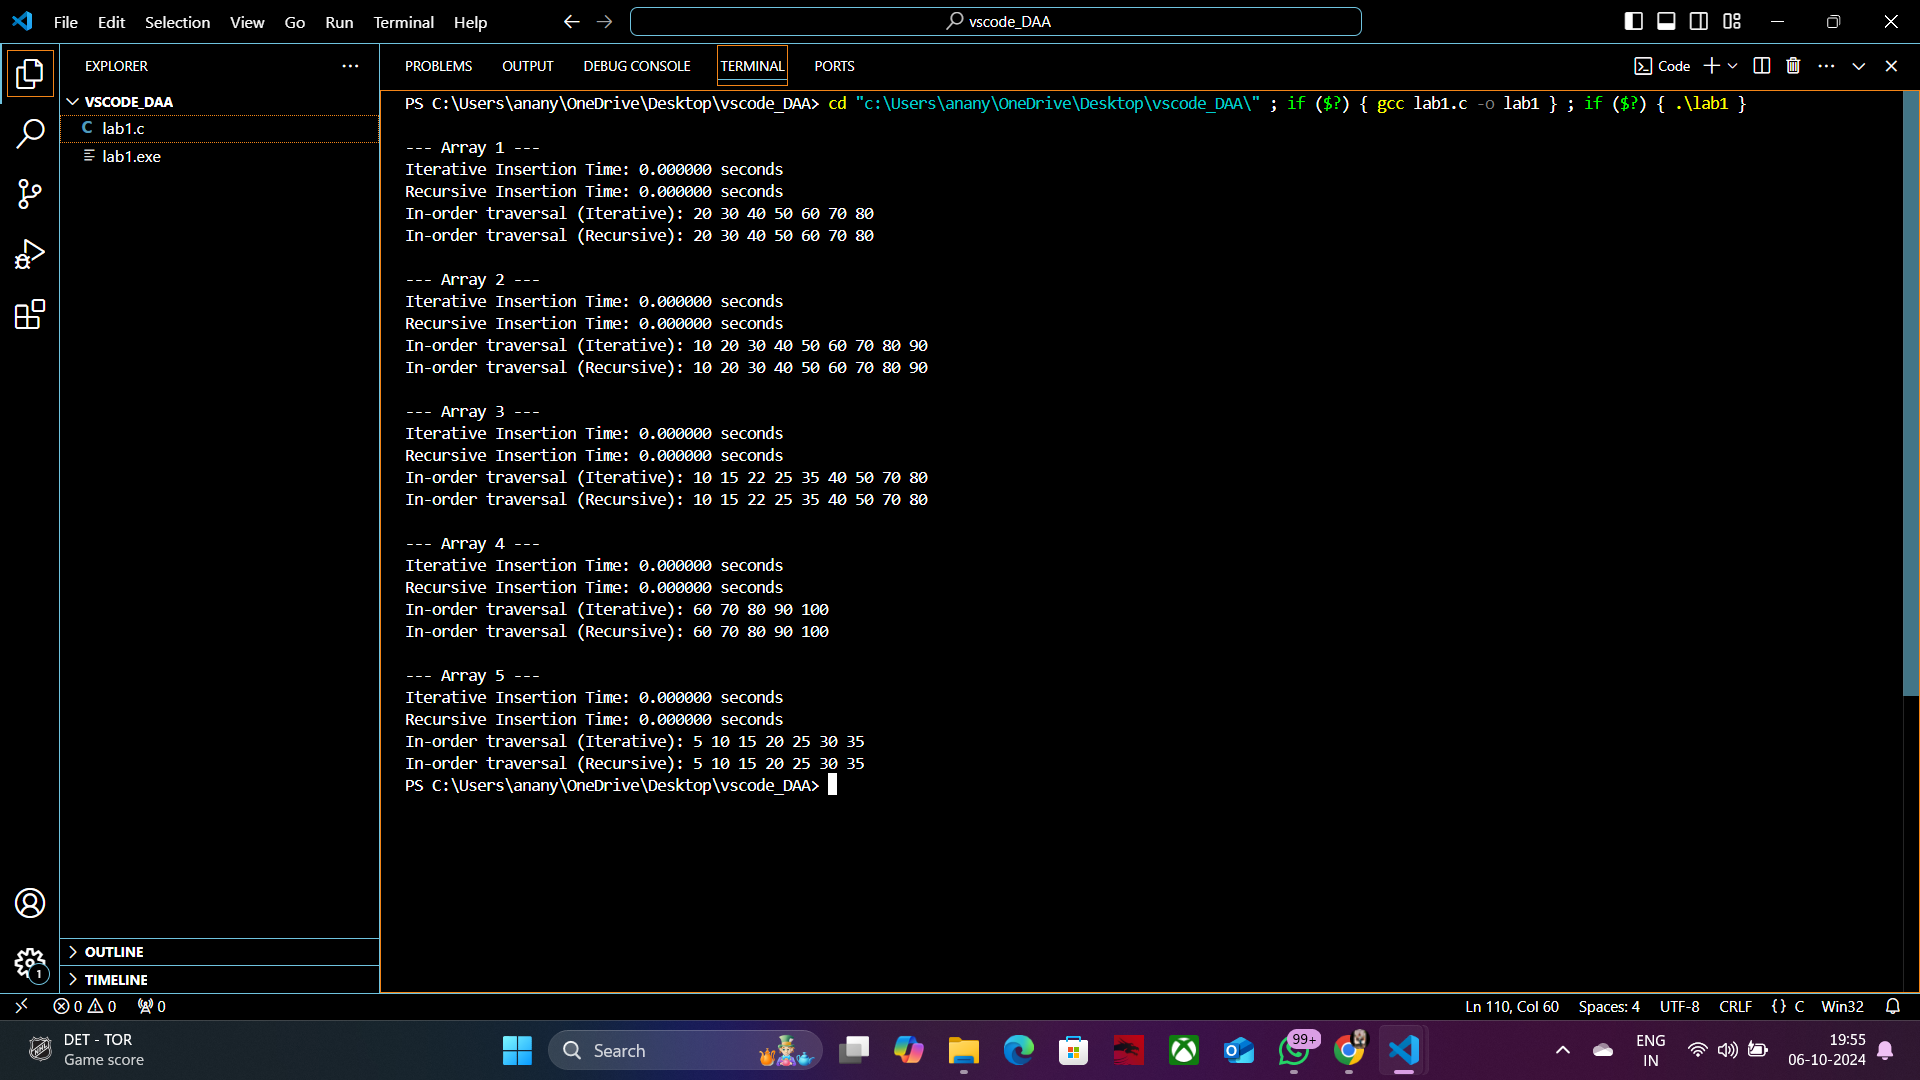 File Edit Selection View Go Run Terminal Help
vscode_DAA
EXPLORER
VSCODE_DAA
C lab1.c
lab1.exe
OUTLINE
TIMELINE
1
PROBLEMS OUTPUT DEBUG CONSOLE TERMINAL PORTS
Code
PS C:\Users\anany\OneDrive\Desktop\vscode_DAA> cd "c:\Users\anany\OneDrive\Desktop\vscode_DAA\" ; if ($?) { gcc lab1.c -o lab1 } ; if ($?) { .\lab1 }
--- Array 1 ---
Iterative Insertion Time: 0.000000 seconds
Recursive Insertion Time: 0.000000 seconds
In-order traversal (Iterative): 20 30 40 50 60 70 80
In-order traversal (Recursive): 20 30 40 50 60 70 80
--- Array 2 ---
Iterative Insertion Time: 0.000000 seconds
Recursive Insertion Time: 0.000000 seconds
In-order traversal (Iterative): 10 20 30 40 50 60 70 80 90
In-order traversal (Recursive): 10 20 30 40 50 60 70 80 90
--- Array 3 ---
Iterative Insertion Time: 0.000000 seconds
Recursive Insertion Time: 0.000000 seconds
In-order traversal (Iterative): 10 15 22 25 35 40 50 70 80
In-order traversal (Recursive): 10 15 22 25 35 40 50 70 80
--- Array 4 ---
Iterative Insertion Time: 0.000000 seconds
Recursive Insertion Time: 0.000000 seconds
In-order traversal (Iterative): 60 70 80 90 100
In-order traversal (Recursive): 60 70 80 90 100
--- Array 5 ---
Iterative Insertion Time: 0.000000 seconds
Recursive Insertion Time: 0.000000 seconds
In-order traversal (Iterative): 5 10 15 20 25 30 35
In-order traversal (Recursive): 5 10 15 20 25 30 35
PS C:\Users\anany\OneDrive\Desktop\vscode_DAA>
0 0 0
Ln 110, Col 60 Spaces: 4 UTF-8 CRLF {} C Win32
DET - TOR
Game score
Search
99+
ENG
IN
19:55
06-10-2024